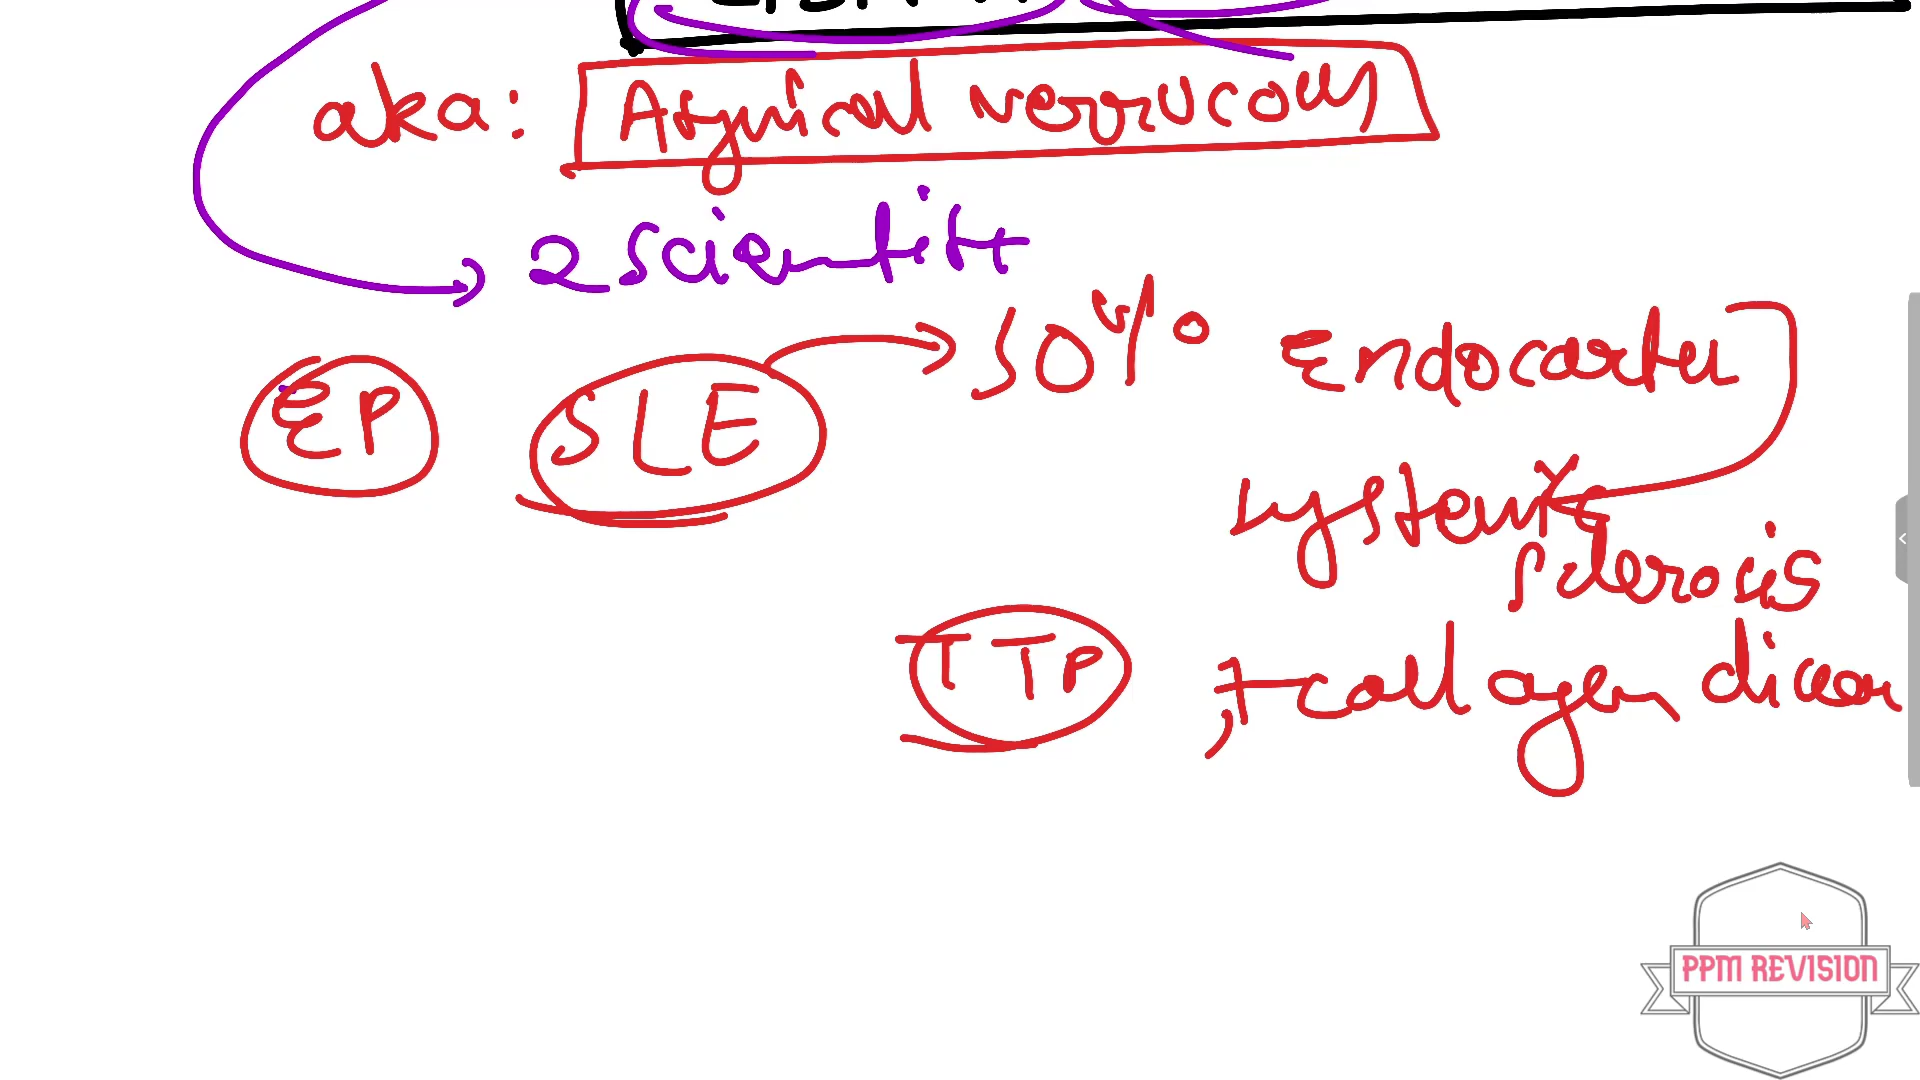 aka: Atypical verrucous
2 scientist
EP SLE 50% Endocarditis
systemic
sclerosis
TTP , + collagen disease
PPM REVISION